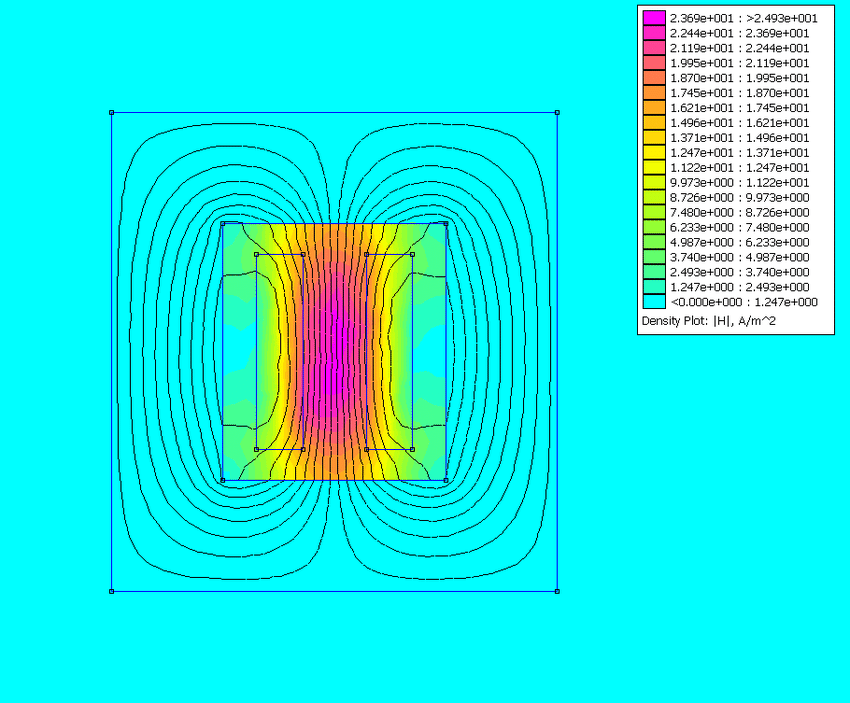 2.369e+001 : >2.493e+001
2.244e+001 : 2.369e+001
2.119e+001 : 2.244e+001
1.995e+001 : 2.119e+001
1.870e+001 : 1.995e+001
1.745e+001 : 1.870e+001
1.621e+001 : 1.745e+001
1.496e+001 : 1.621e+001
1.371e+001 : 1.496e+001
1.247e+001 : 1.371e+001
1.122e+001 : 1.247e+001
9.973e+000 : 1.122e+001
8.726e+000 : 9.973e+000
7.480e+000 : 8.726e+000
6.233e+000 : 7.480e+000
4.987e+000 : 6.233e+000
3.740e+000 : 4.987e+000
2.493e+000 : 3.740e+000
1.247e+000 : 2.493e+000
<0.000e+000 : 1.247e+000
Density Plot: |H|, A/m^2